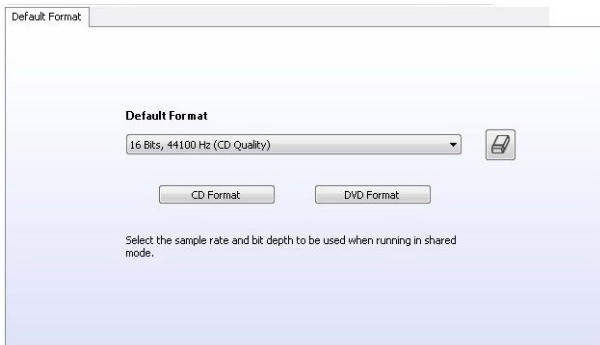 Default Format
Default Format
16 Bits, 44100 Hz (CD Quality)
CD Format
DVD Format
Select the sample rate and bit depth to be used when running in shared
mode.